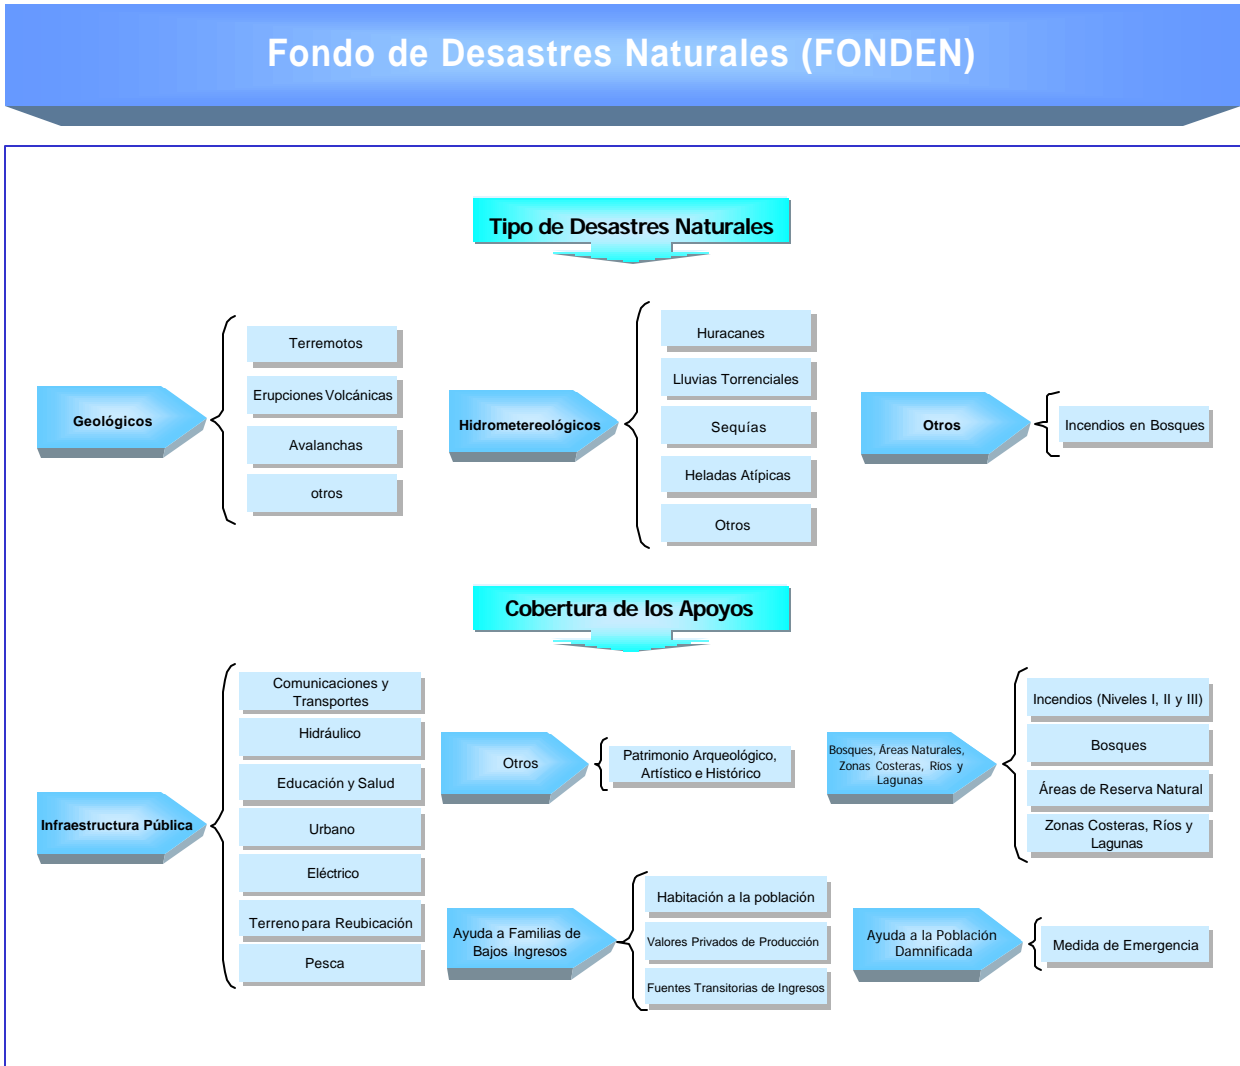 Fondo de Desastres Naturales (FONDEN)
Tipo de Desastres Naturales
Geológicos
Terremotos
Erupciones Volcánicas
Avalanchas
otros
Hidrometereológicos
Huracanes
Lluvias Torrenciales
Sequías
Heladas Atípicas
Otros
Otros
Incendios en Bosques
Cobertura de los Apoyos
Infraestructura Pública
Comunicaciones y
Transportes
Hidráulico
Educación y Salud
Urbano
Eléctrico
Terreno para Reubicación
Pesca
Otros
Patrimonio Arqueológico,
Artístico e Histórico
Bosques, Áreas Naturales,
Zonas Costeras, Ríos y
Lagunas
Incendios (Niveles I, II y III)
Bosques
Áreas de Reserva Natural
Zonas Costeras, Ríos y
Lagunas
Ayuda a Familias de
Bajos Ingresos
Habitación a la población
Valores Privados de Producción
Fuentes Transitorias de Ingresos
Ayuda a la Población
Damnificada
Medida de Emergencia